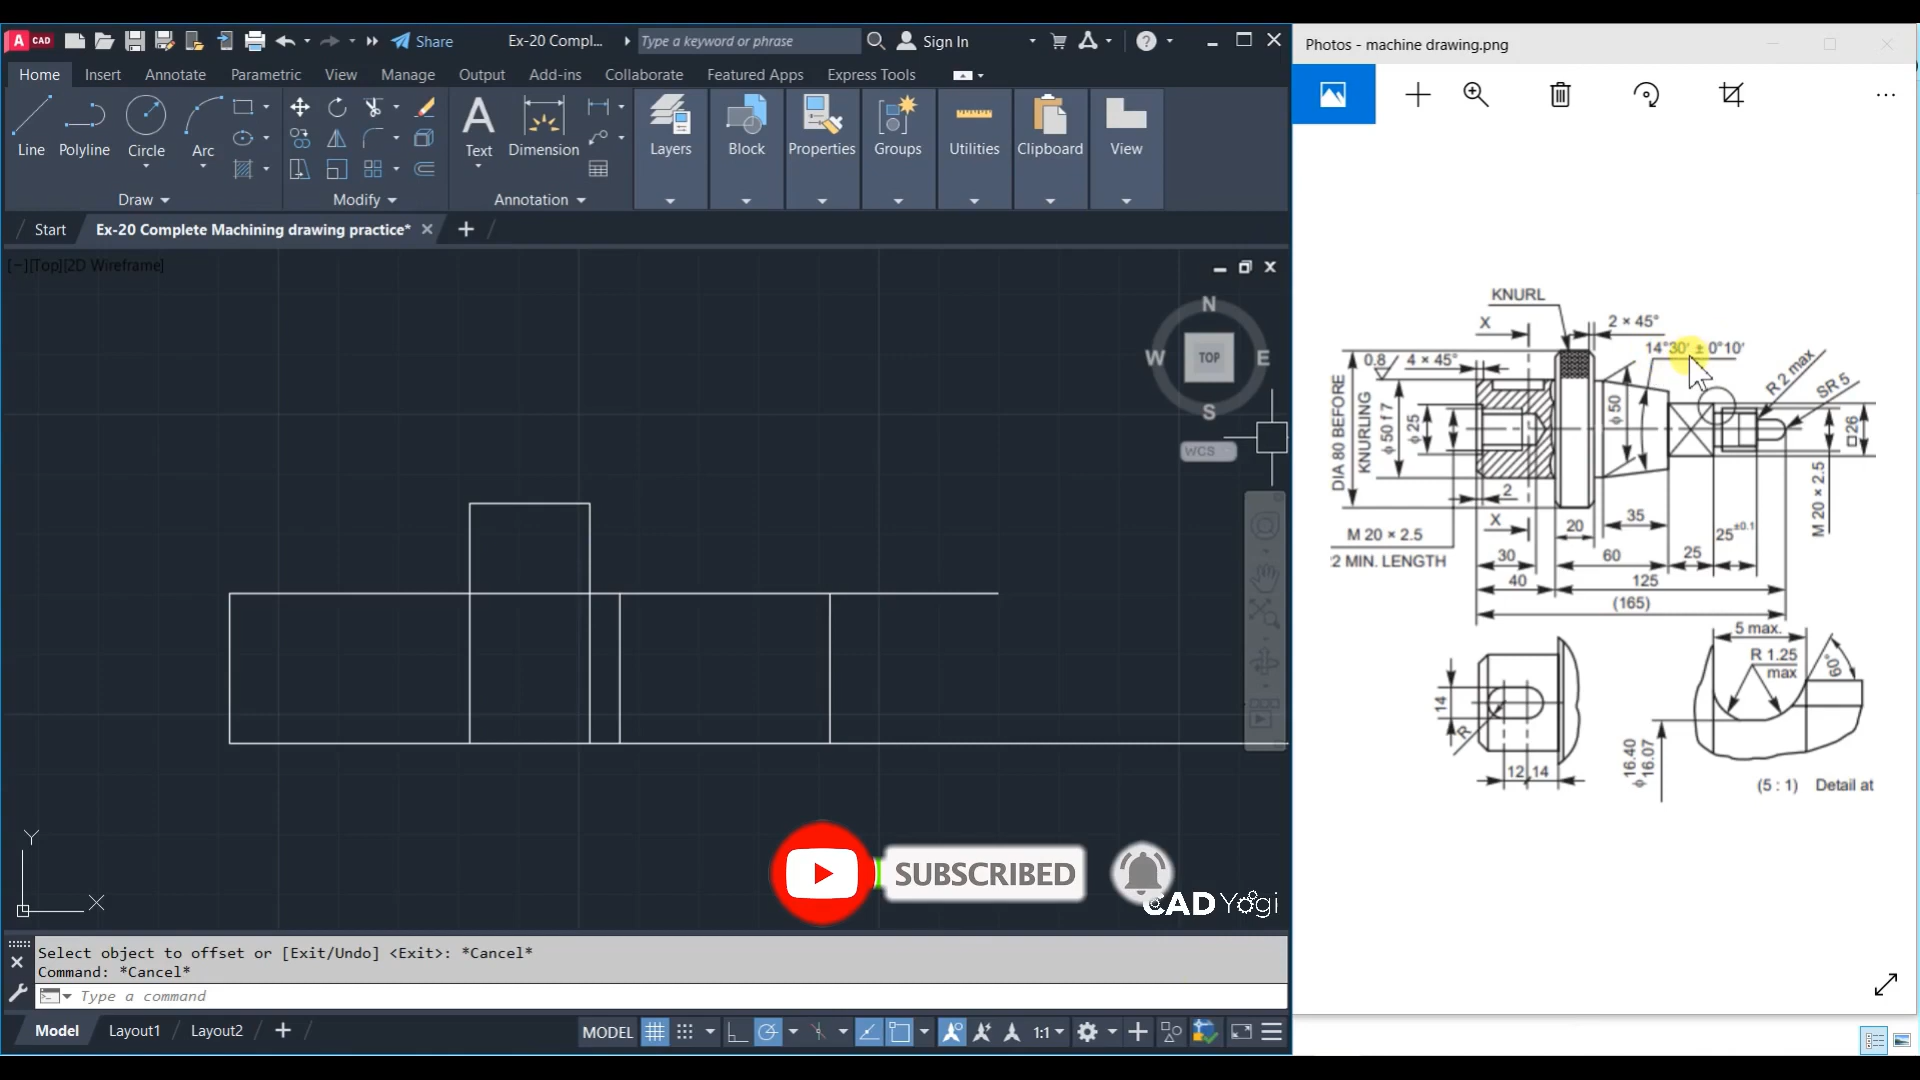 A CAD
Share
Ex-20 Compl...
Type a keyword or phrase
Sign In
Home Insert Annotate Parametric View Manage Output Add-ins Collaborate Featured Apps Express Tools
Line Polyline Circle Arc
Text Dimension
Layers Block Properties Groups Utilities Clipboard View
Draw Modify Annotation
Start Ex-20 Complete Machining drawing practice*
[−][Top][2D Wireframe]
N
W TOP E
S
WCS
Y
X
SUBSCRIBED
CAD Yogi
Select object to offset or [Exit/Undo] <Exit>: *Cancel*
Command: *Cancel*
Type a command
Model Layout1 Layout2
MODEL 1:1
Photos - machine drawing.png
KNURL
X
2 × 45°
14°30′ ± 0°10′
0.8 4 × 45°
R 2 max
SR 5
DIA 80 BEFORE
KNURLING
ϕ 50 f 7
ϕ 25
ϕ 50
□26
M 20 × 2.5
2
X
20
35
25±0.1
M 20 × 2.5
2 MIN. LENGTH
30
60
25
40
125
(165)
14
R
12 14
5 max.
R 1.25
max
60°
ϕ 16.40
16.07
(5 : 1) Detail at